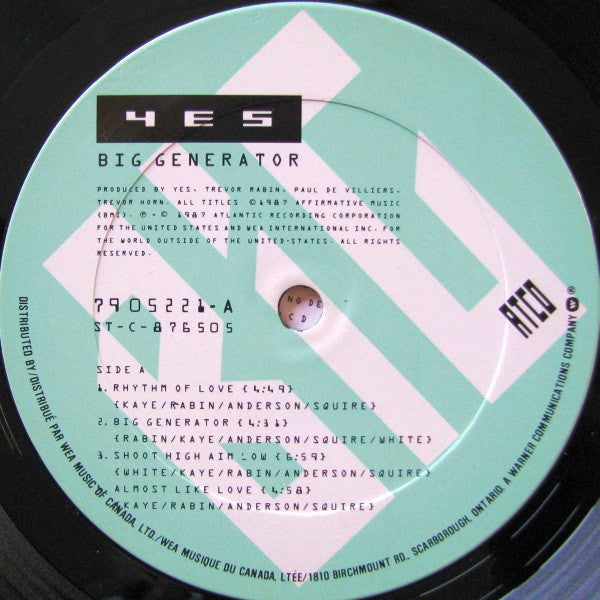 YES
BIG GENERATOR
PRODUCED BY YES, TREVOR RABIN, PAUL DE VILLIERS,
TREVOR HORN. ALL TITLES ©1987 AFFIRMATIVE MUSIC
(BMI). ℗ + © 1987 ATLANTIC RECORDING CORPORATION
FOR THE UNITED STATES AND WEA INTERNATIONAL INC. FOR
THE WORLD OUTSIDE OF THE UNITED-STATES. ALL RIGHTS
RESERVED.
7905221-A
ST-C-876505
NO DE
CD
ATCO
SIDE A
1. RHYTHM OF LOVE (4:49)
(KAYE/RABIN/ANDERSON/SQUIRE)
2. BIG GENERATOR (4:31)
(RABIN/KAYE/ANDERSON/SQUIRE/WHITE)
3. SHOOT HIGH AIM LOW (6:59)
(WHITE/KAYE/RABIN/ANDERSON/SQUIRE)
4. ALMOST LIKE LOVE (4:58)
(KAYE/RABIN/ANDERSON/SQUIRE)
DISTRIBUTED BY/DISTRIBUÉ PAR WEA MUSIC OF CANADA, LTD./WEA MUSIQUE DU CANADA, LTÉE/1810 BIRCHMOUNT RD., SCARBOROUGH, ONTARIO. A WARNER COMMUNICATIONS COMPANY ®